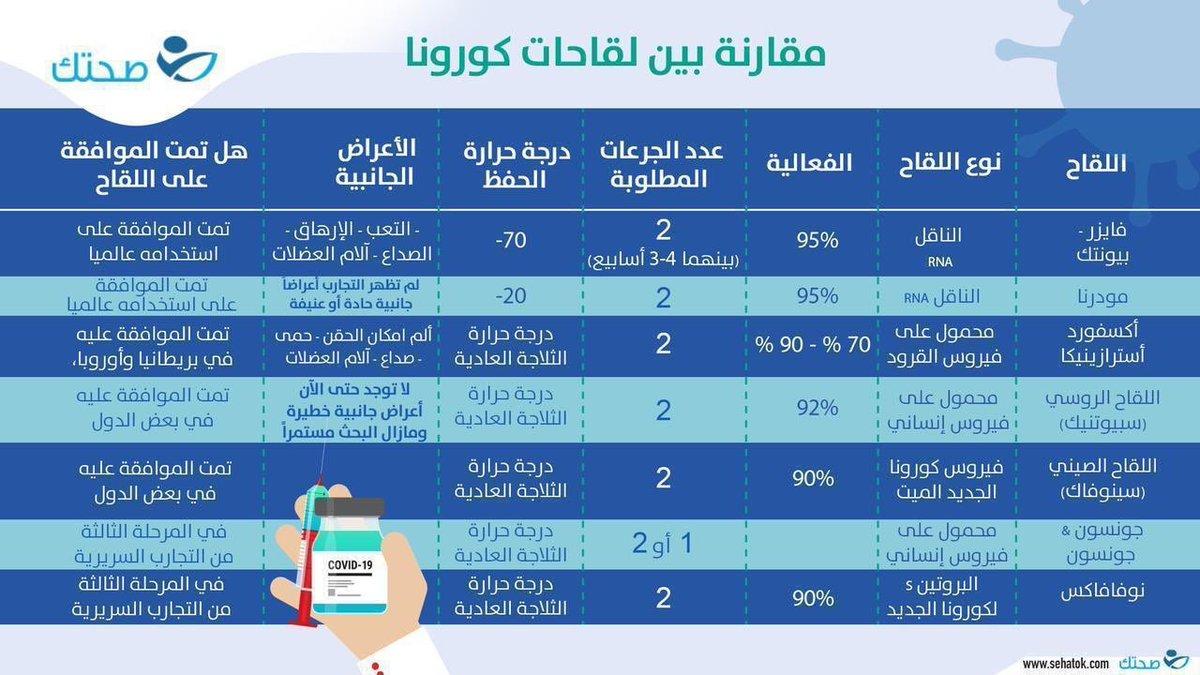 صحتك
مقارنة بين لقاحات كورونا
اللقاح
نوع اللقاح
الفعالية
عدد الجرعات
المطلوبة
درجة حرارة
الحفظ
الأعراض
الجانبية
هل تمت الموافقة
على اللقاح
فايزر -
بيونتك
الناقل
RNA
95%
2
(بينهما 4-3 أسابيع)
-70
- التعب - الإرهاق -
الصداع - آلام العضلات
تمت الموافقة على
استخدامه عالميا
مودرنا
الناقل RNA
95%
2
-20
لم تظهر التجارب أعراضاً
جانبية حادة أو عنيفة
تمت الموافقة
على استخدامه عالميا
أكسفورد
أسترازينيكا
محمول على
فيروس القرود
70 % - 90 %
2
درجة حرارة
الثلاجة العادية
ألم امكان الحقن - حمى
- صداع - آلام العضلات
تمت الموافقة عليه
في بريطانيا وأوروبا،
اللقاح الروسي
(سبيوتنيك)
محمول على
فيروس إنساني
92%
2
درجة حرارة
الثلاجة العادية
لا توجد حتى الآن
أعراض جانبية خطيرة
ومازال البحث مستمراً
تمت الموافقة عليه
في بعض الدول
اللقاح الصيني
(سينوفاك)
فيروس كورونا
الجديد الميت
90%
2
درجة حرارة
الثلاجة العادية
تمت الموافقة عليه
في بعض الدول
جونسون &
جونسون
محمول على
فيروس إنساني
1 أو 2
درجة حرارة
الثلاجة العادية
في المرحلة الثالثة
من التجارب السريرية
نوفافاكس
البروتين s
لكورونا الجديد
90%
2
درجة حرارة
الثلاجة العادية
في المرحلة الثالثة
من التجارب السريرية
COVID-19
www.sehatok.com
صحتك